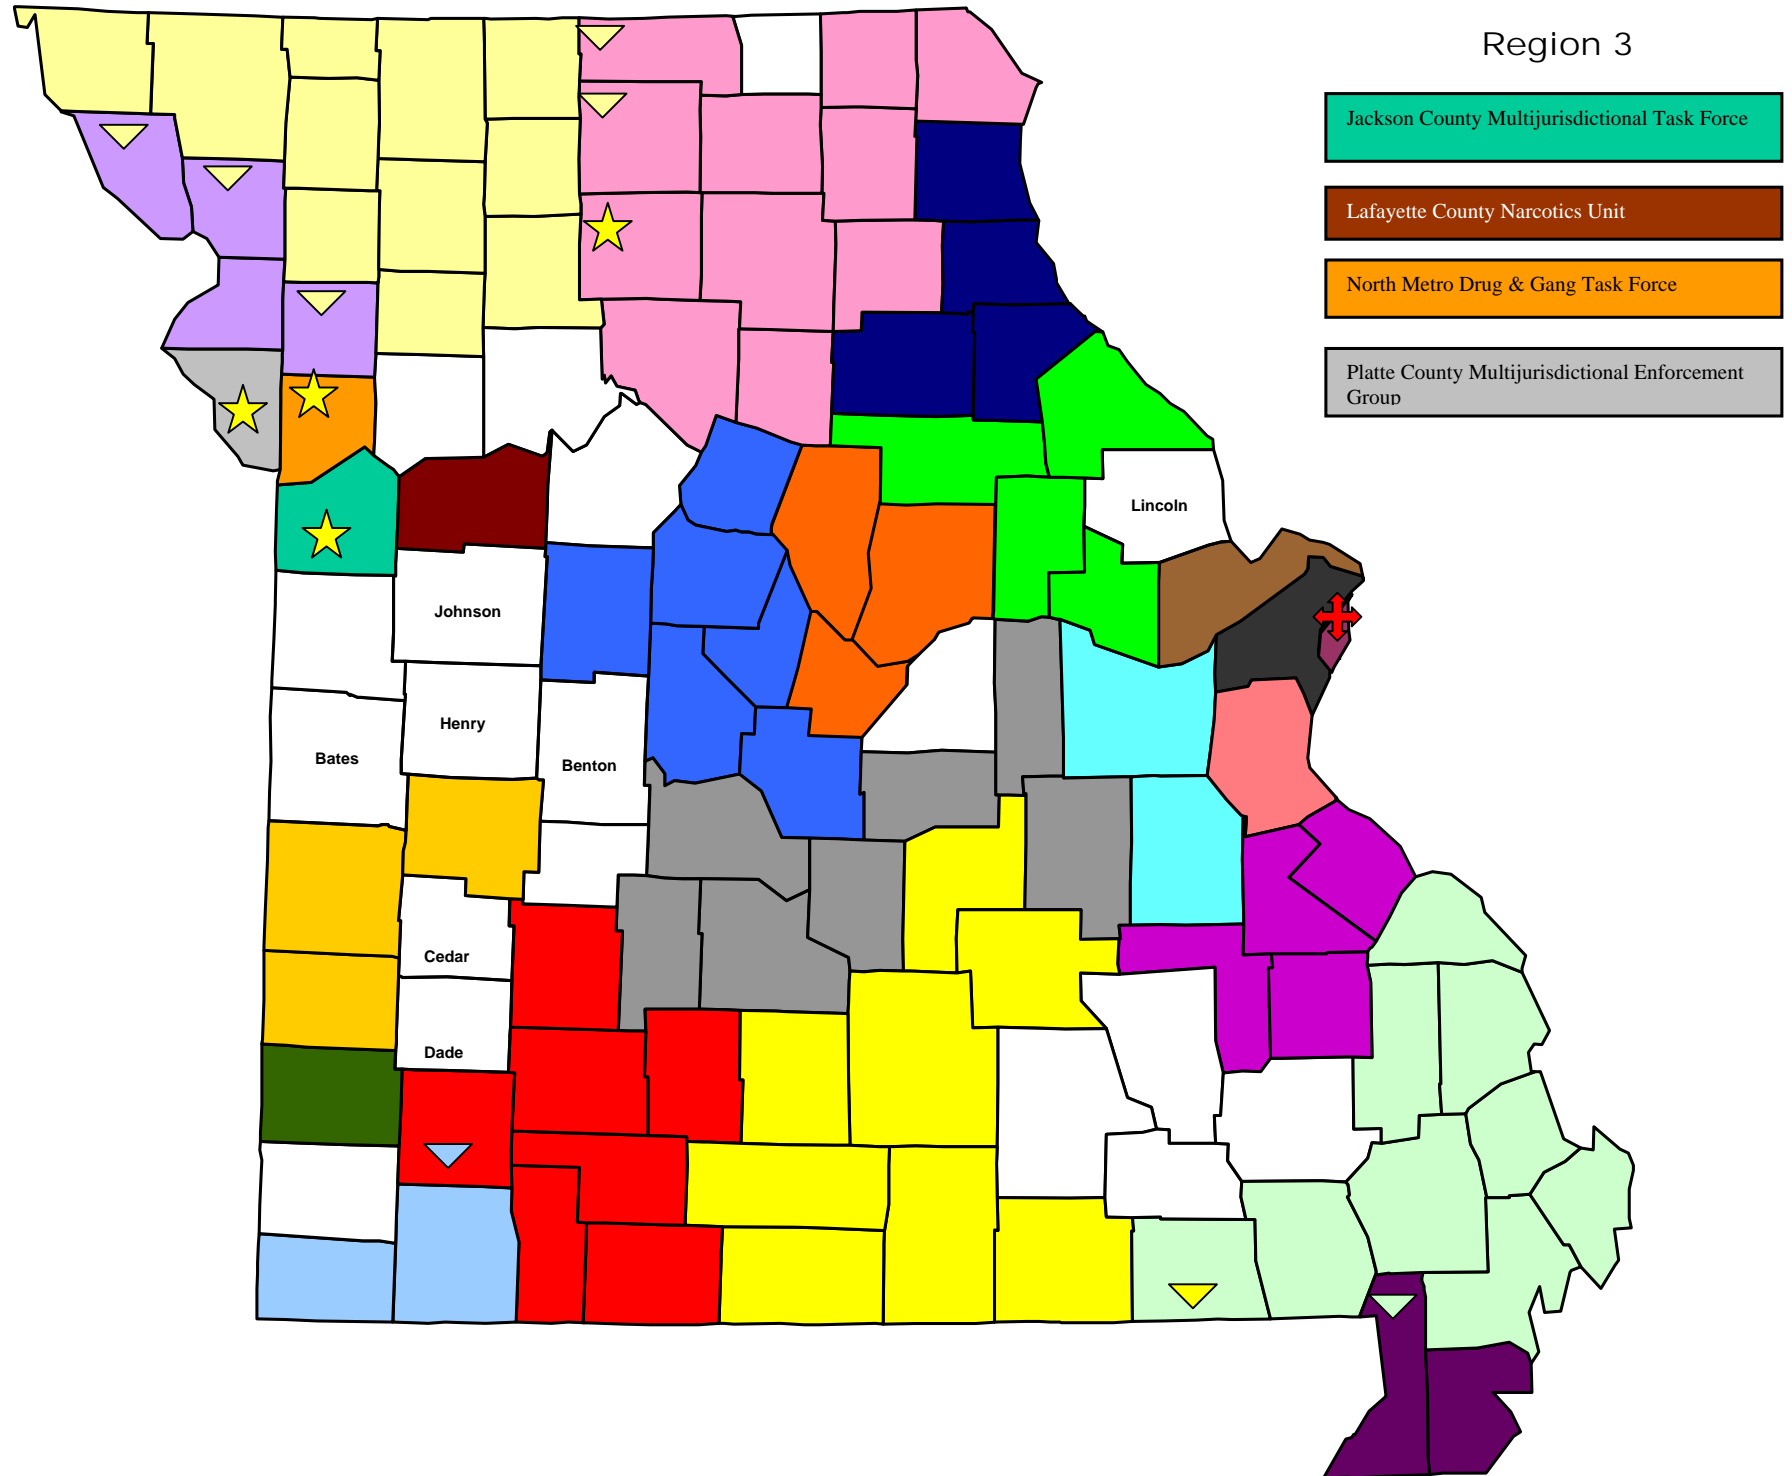 Region 3
Jackson County Multijurisdictional Task Force
Lafayette County Narcotics Unit
North Metro Drug & Gang Task Force
Platte County Multijurisdictional Enforcement
Group
Lincoln
Johnson
Henry
Bates
Benton
Cedar
Dade